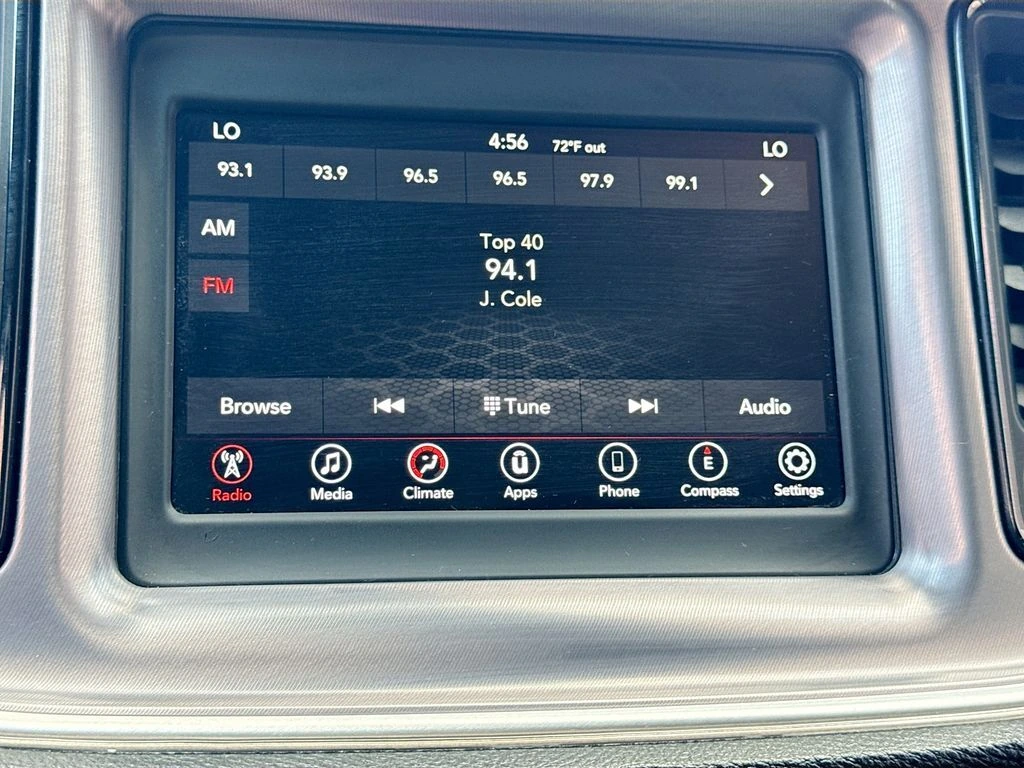 LO 4:56 72°F out LO
93.1 93.9 96.5 96.5 97.9 99.1
AM
FM
Top 40
94.1
J. Cole
Browse Tune Audio
E
Radio Media Climate Apps Phone Compass Settings